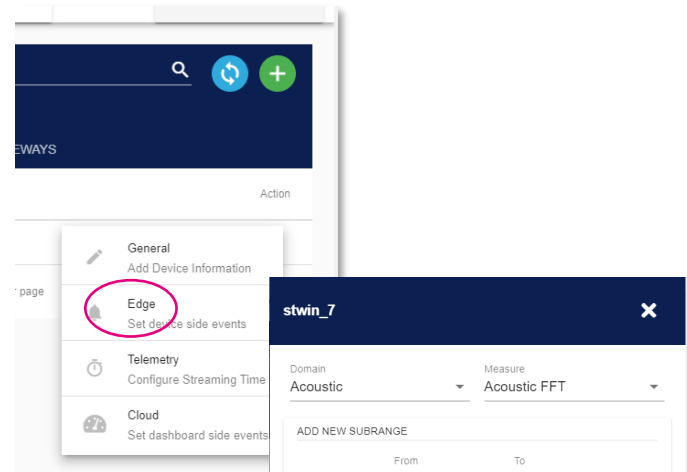 EWAYS
Action
General
Add Device Information
r page
Edge
Set device side events
stwin_7
Telemetry
Configure Streaming Time
Domain
Measure
Acoustic
Acoustic FFT
Cloud
Set dashboard side events
ADD NEW SUBRANGE
From
To